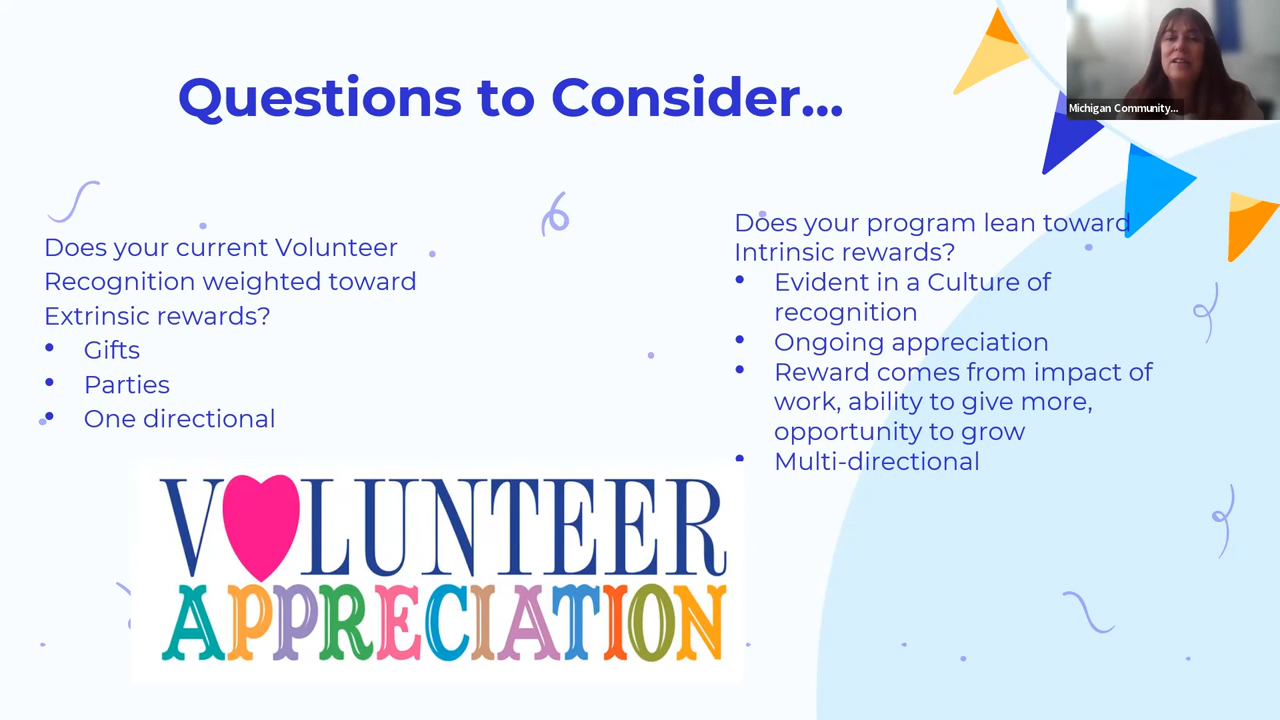 Questions to Consider...
Michigan Community...
Does your current Volunteer
Recognition weighted toward
Extrinsic rewards?
• Gifts
• Parties
• One directional
Does your program lean toward
Intrinsic rewards?
• Evident in a Culture of
recognition
• Ongoing appreciation
• Reward comes from impact of
work, ability to give more,
opportunity to grow
• Multi-directional
VOLUNTEER
APPRECIATION